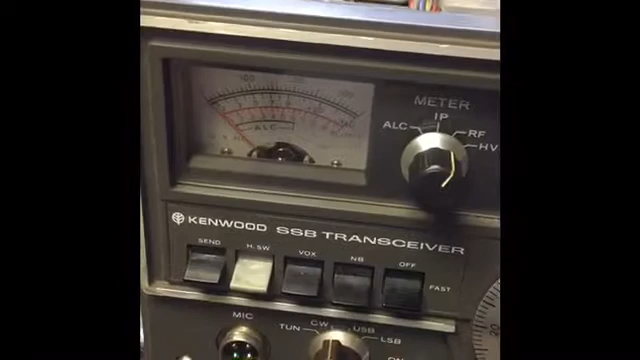 METER
IP
ALC RF
HV
ALC
KENWOOD SSB TRANSCEIVER
SEND H.SW VOX NB OFF
FAST
MIC
TUN CW USB LSB
20